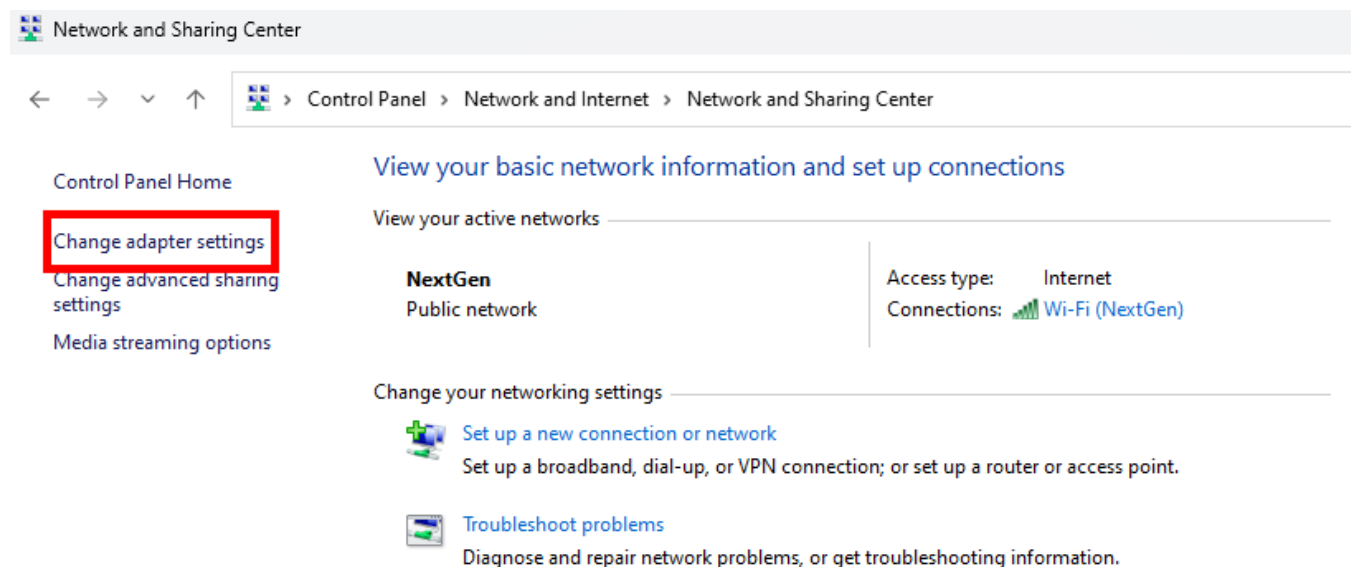 Network and Sharing Center
Control Panel > Network and Internet > Network and Sharing Center
Control Panel Home
Change adapter settings
Change advanced sharing
settings
Media streaming options
View your basic network information and set up connections
View your active networks
NextGen
Public network
Access type: Internet
Connections: Wi-Fi (NextGen)
Change your networking settings
Set up a new connection or network
Set up a broadband, dial-up, or VPN connection; or set up a router or access point.
Troubleshoot problems
Diagnose and repair network problems, or get troubleshooting information.